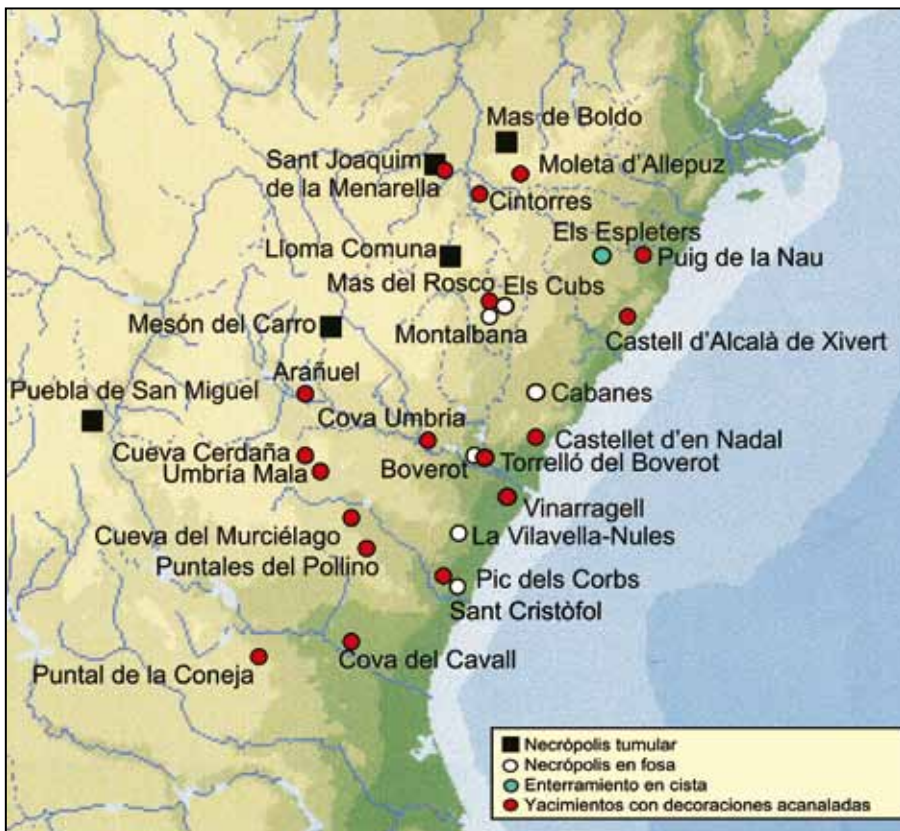 Mas de Boldo
Sant Joaquim
de la Menarella
Moleta d'Allepuz
Cintorres
Els Espleters
Lloma Comuna
Puig de la Nau
Mas del Rosco
Els Cubs
Mesón del Carro
Montalbana
Castell d'Alcalà de Xivert
Arañuel
Puebla de San Miguel
Cabanes
Cova Umbria
Cueva Cerdaña
Castellet d'en Nadal
Umbría Mala
Boverot
Torrelló del Boverot
Vinarragell
Cueva del Murciélago
La Vilavella-Nules
Puntales del Pollino
Pic dels Corbs
Sant Cristòfol
Cova del Cavall
Puntal de la Coneja
Necrópolis tumular
Necrópolis en fosa
Enterramiento en cista
Yacimientos con decoraciones acanaladas